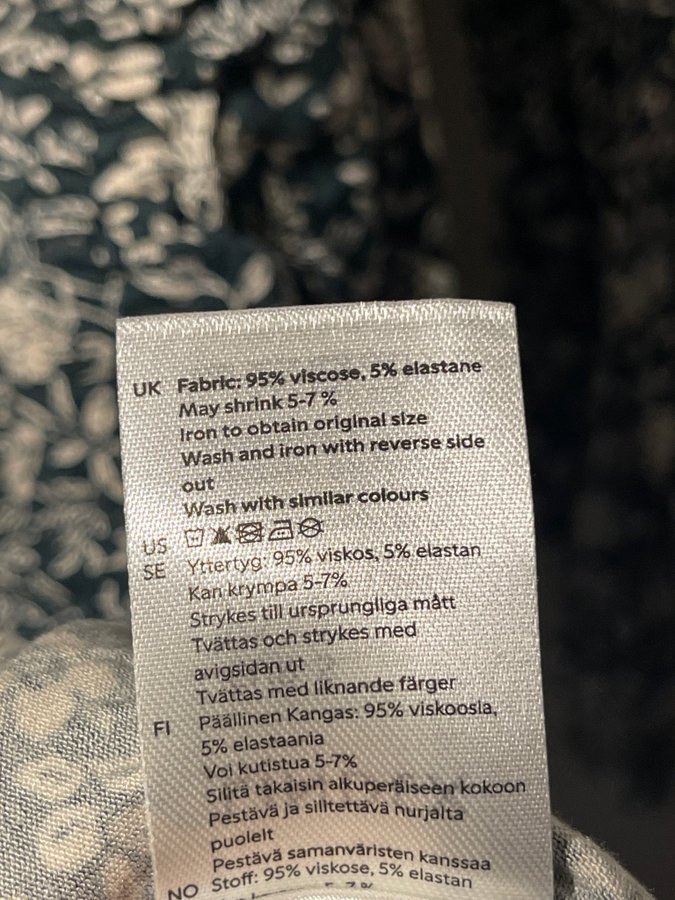 UK Fabric: 95% viscose, 5% elastane
May shrink 5-7 %
Iron to obtain original size
Wash and iron with reverse side
out
Wash with similar colours
US
SE Yttertyg: 95% viskos, 5% elastan
Kan krympa 5-7%
Strykes till ursprungliga mått
Tvättas och strykes med
avigsidan ut
Tvättas med liknande färger
FI Päällinen Kangas: 95% viskoosia,
5% elastaania
Voi kutistua 5-7%
Silitä takaisin alkuperäiseen kokoon
Pestävä ja silitettävä nurjalta
puolelt
Pestävä samanväristen kanssaa
NO Stoff: 95% viskose, 5% elastan